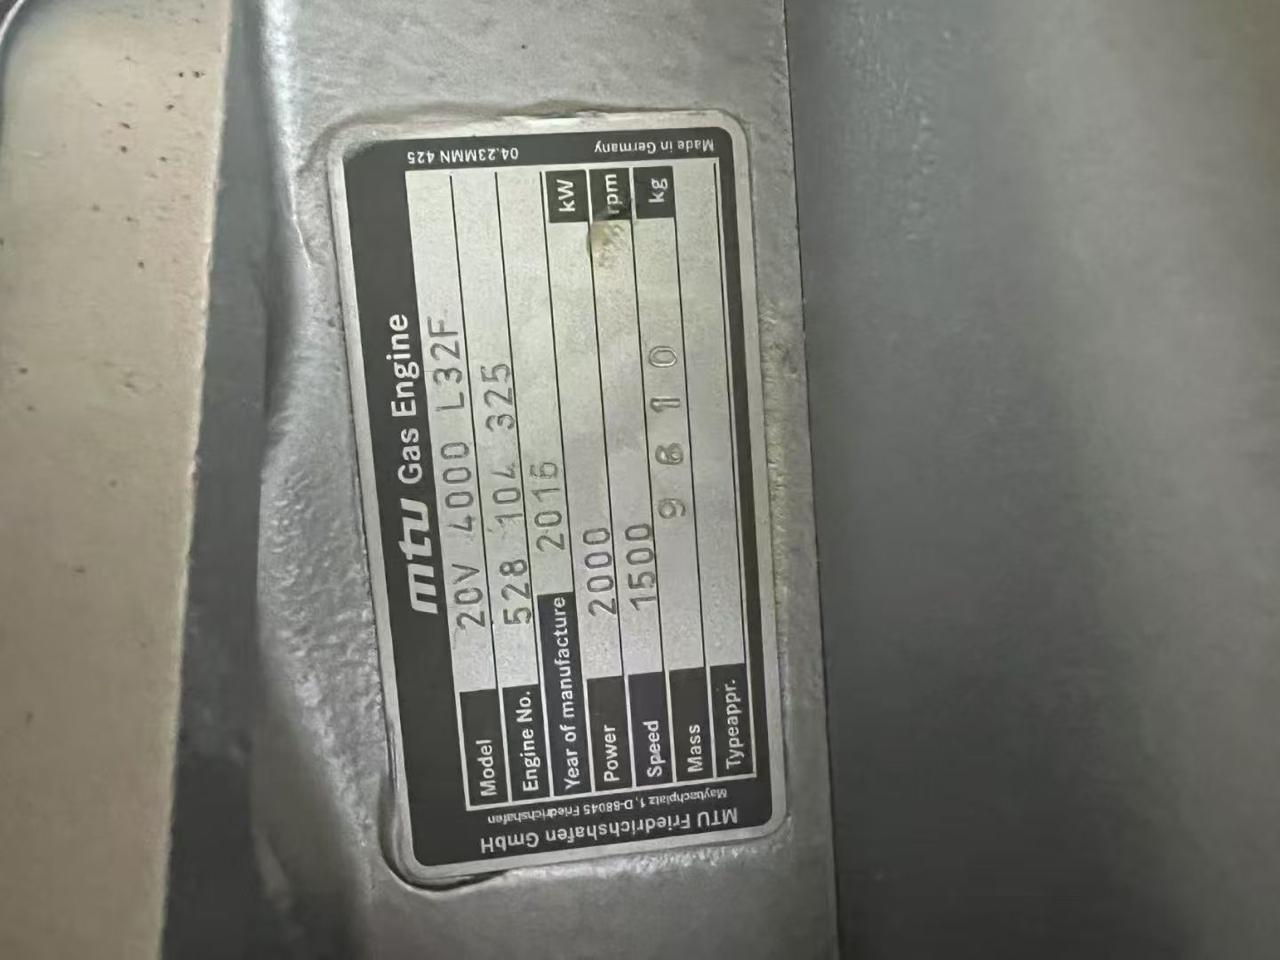 mtu Gas Engine
Model 20V 4000 L32F
Engine No. 528 104 325
Year of manufacture 2016
Power 2000 kW
Speed 1500 rpm
Mass 9610 kg
Typeappr.
MTU Friedrichshafen GmbH
Maybachplatz 1, D-88045 Friedrichshafen
04.23MMN 425
Made in Germany